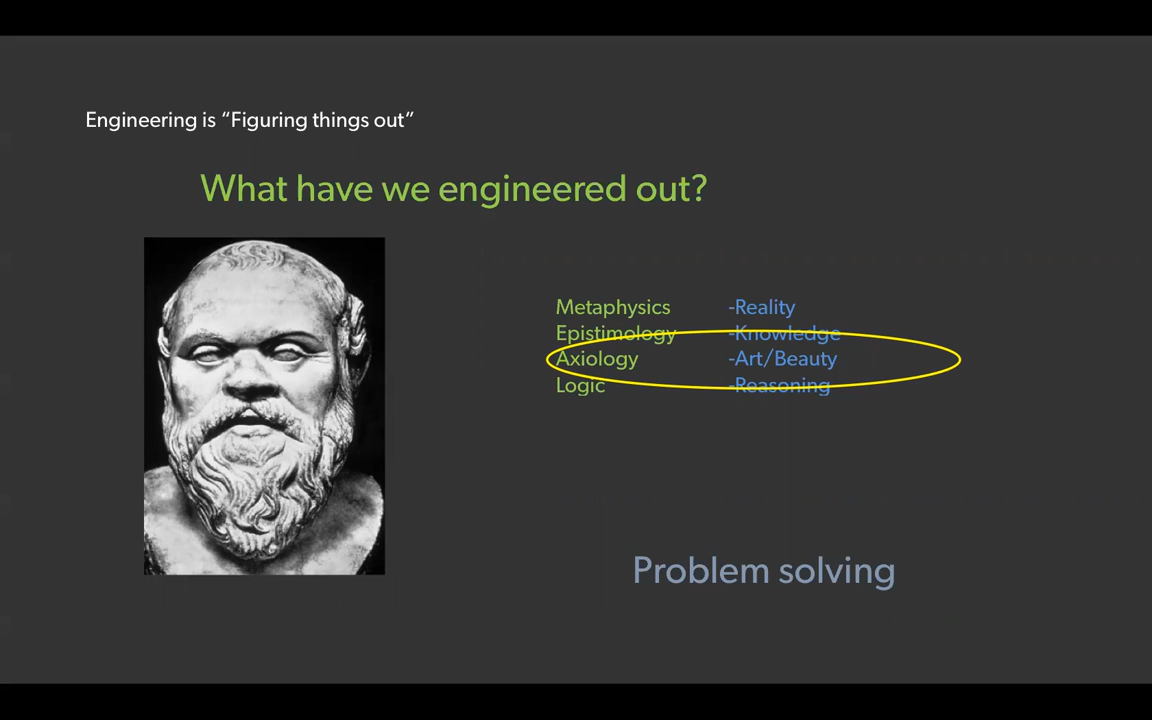 Engineering is “Figuring things out”
What have we engineered out?
Metaphysics -Reality
Epistimology -Knowledge
Axiology -Art/Beauty
Logic -Reasoning
Problem solving